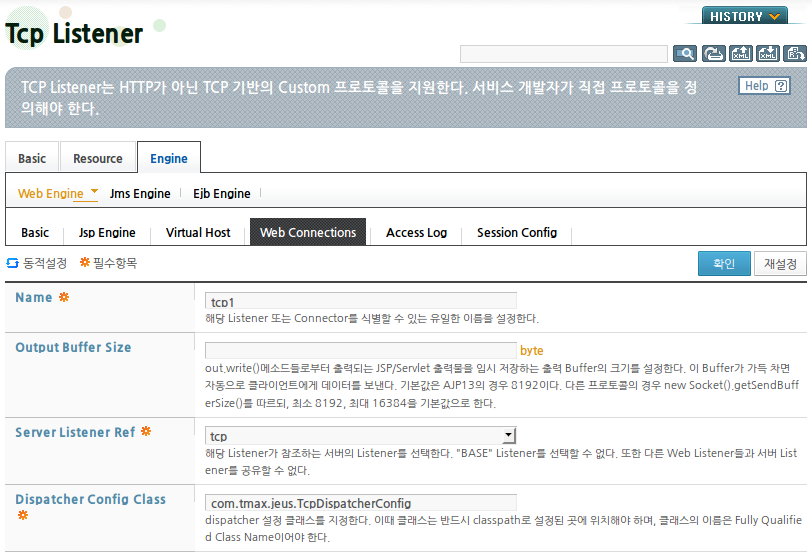 Tcp Listener
HISTORY
TCP Listener는 HTTP가 아닌 TCP 기반의 Custom 프로토콜을 지원한다. 서비스 개발자가 직접 프로토콜을 정
의해야 한다.
Help ?
Basic Resource Engine
Web Engine Jms Engine Ejb Engine
Basic Jsp Engine Virtual Host Web Connections Access Log Session Config
동적설정 필수항목 확인 재설정
Name tcp1
해당 Listener 또는 Connector를 식별할 수 있는 유일한 이름을 설정한다.
Output Buffer Size byte
out.write()메소드들로부터 출력되는 JSP/Servlet 출력물을 임시 저장하는 출력 Buffer의 크기를 설정한다. 이 Buffer가 가득 차면
자동으로 클라이언트에게 데이터를 보낸다. 기본값은 AJP13의 경우 8192이다. 다른 프로토콜의 경우 new Socket().getSendBuff
erSize()를 따르되, 최소 8192, 최대 16384을 기본값으로 한다.
Server Listener Ref tcp
해당 Listener가 참조하는 서버의 Listener를 선택한다. "BASE" Listener를 선택할 수 없다. 또한 다른 Web Listener들과 서버 List
ener를 공유할 수 없다.
Dispatcher Config Class com.tmax.jeus.TcpDispatcherConfig
dispatcher 설정 클래스를 지정한다. 이때 클래스는 반드시 classpath로 설정된 곳에 위치해야 하며, 클래스의 이름은 Fully Qualifie
d Class Name이어야 한다.